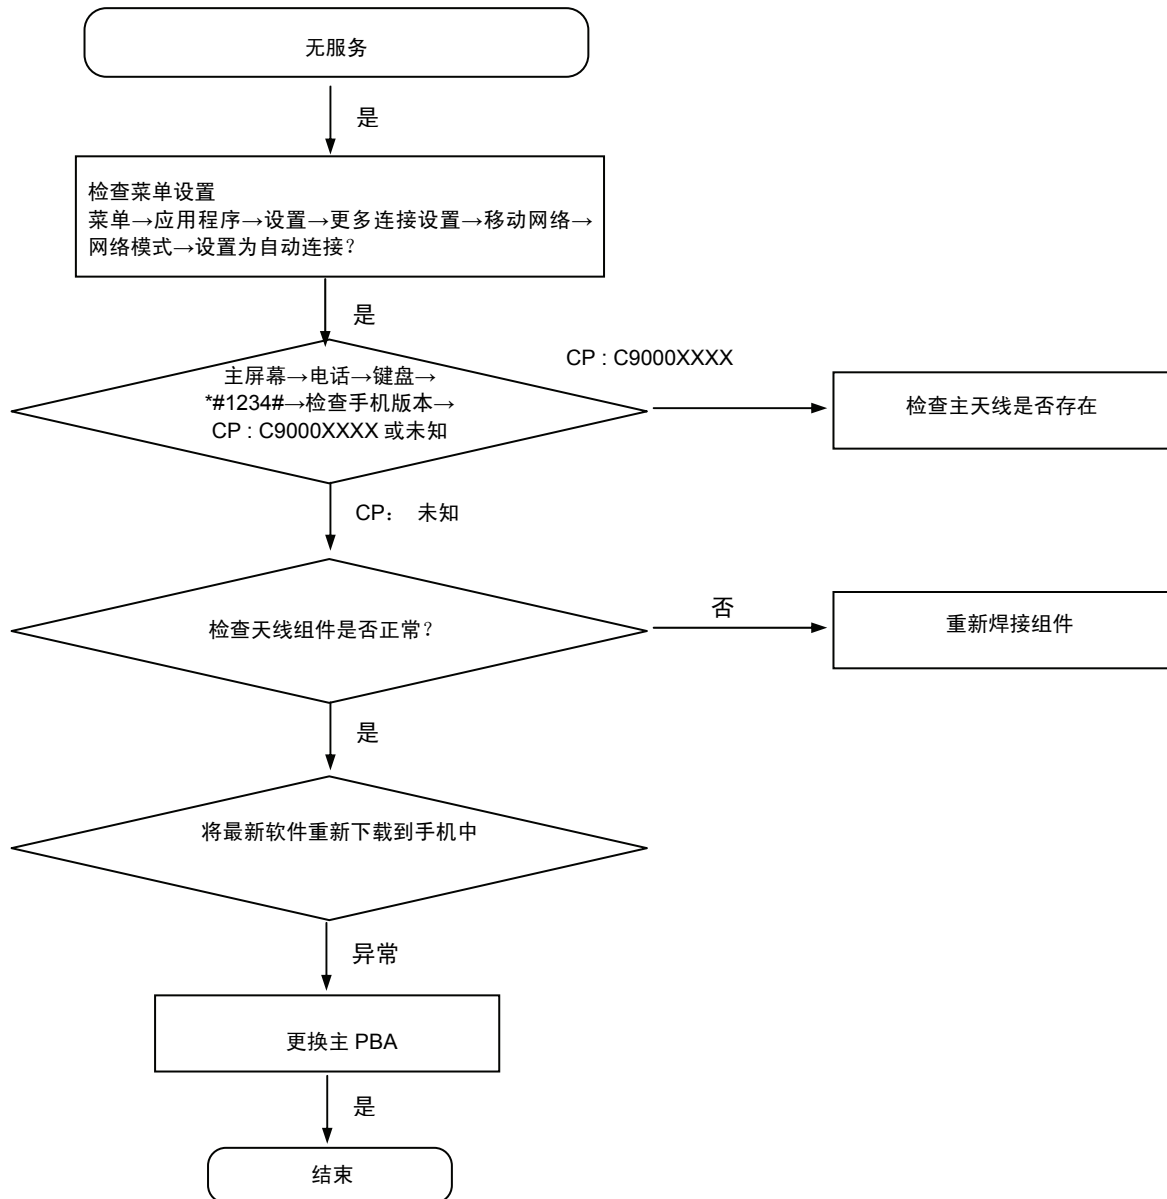 无服务
是
检查菜单设置
菜单→应用程序→设置→更多连接设置→移动网络→
网络模式→设置为自动连接?
是
主屏幕→电话→键盘→
*#1234#→检查手机版本→
CP : C9000XXXX 或未知
CP : C9000XXXX
检查主天线是否存在
CP： 未知
检查天线组件是否正常?
否
重新焊接组件
是
将最新软件重新下载到手机中
异常
更换主 PBA
是
结束